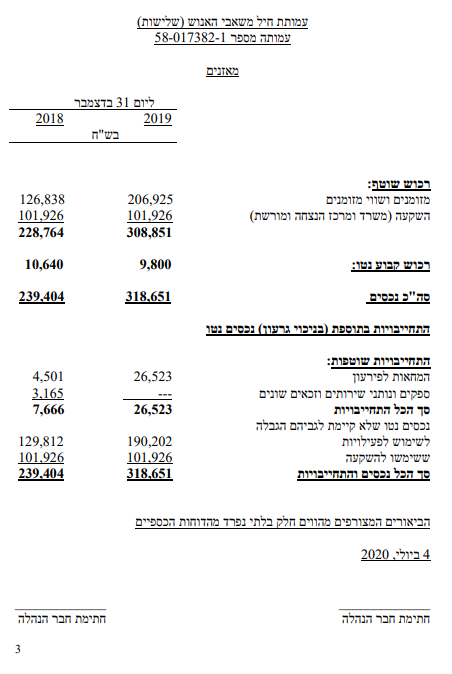 עמותת חיל משאבי האנוש (שלישות)
עמותה מספר 58-017382-1
מאזנים
ליום 31 בדצמבר
2019 2018
בש"ח
רכוש שוטף:
מזומנים ושווי מזומנים 206,925 126,838
השקעה (משרד ומרכז הנצחה ומורשת) 101,926 101,926
308,851 228,764
רכוש קבוע נטו: 9,800 10,640
סה"כ נכסים 318,651 239,404
התחייבויות בתוספת (בניכוי גרעון) נכסים נטו
התחייבויות שוטפות:
המחאות לפירעון 26,523 4,501
ספקים ונותני שירותים וזכאים שונים --- 3,165
סך הכל התחייבויות 26,523 7,666
נכסים נטו שלא קיימת לגביהם הגבלה
לשימוש לפעילויות 190,202 129,812
ששימשו להשקעה 101,926 101,926
סך הכל נכסים והתחייבויות 318,651 239,404
הביאורים המצורפים מהווים חלק בלתי נפרד מהדוחות הכספיים
4 ביולי, 2020
חתימת חבר הנהלה חתימת חבר הנהלה
3